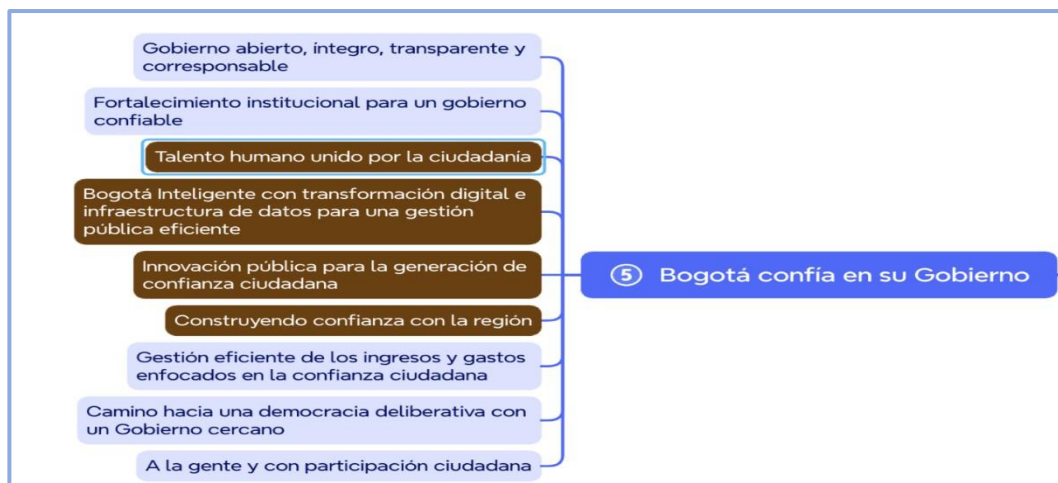 Gobierno abierto, íntegro, transparente y
corresponsable
Fortalecimiento institucional para un gobierno
confiable
Talento humano unido por la ciudadanía
Bogotá Inteligente con transformación digital e
infraestructura de datos para una gestión
pública eficiente
Innovación pública para la generación de
confianza ciudadana
Construyendo confianza con la región
Gestión eficiente de los ingresos y gastos
enfocados en la confianza ciudadana
Camino hacia una democracia deliberativa con
un Gobierno cercano
A la gente y con participación ciudadana
⑤ Bogotá confía en su Gobierno